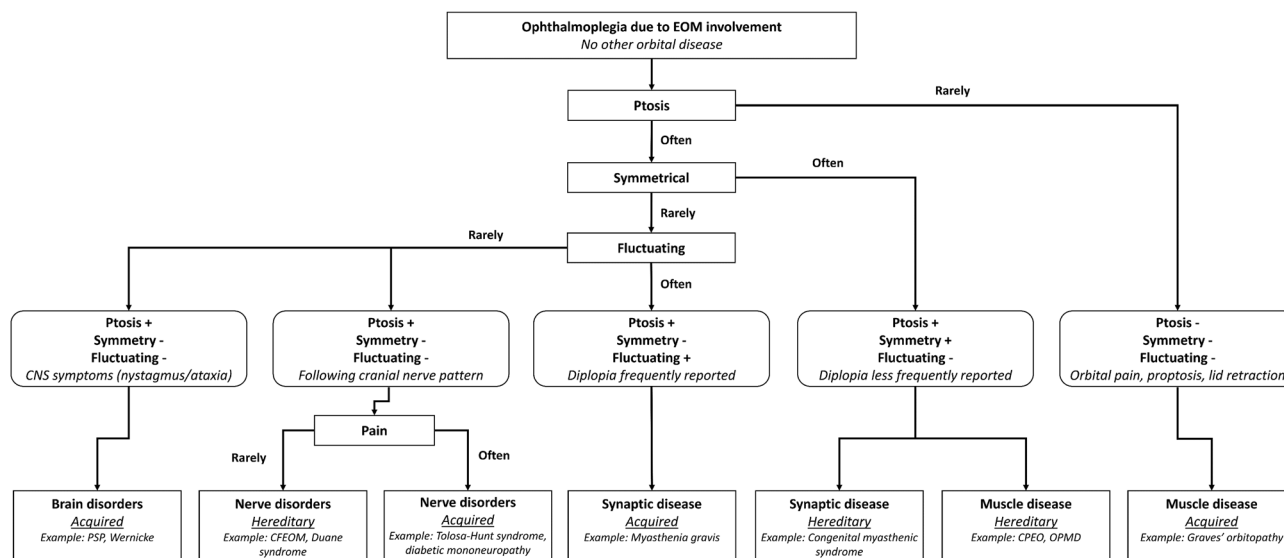 Ophthalmoplegia due to EOM involvement
No other orbital disease
Rarely
Ptosis
Often
Often
Symmetrical
Rarely
Rarely
Fluctuating
Often
Ptosis +
Symmetry -
Fluctuating -
CNS symptoms (nystagmus/ataxia)
Ptosis +
Symmetry -
Fluctuating -
Following cranial nerve pattern
Ptosis +
Symmetry -
Fluctuating +
Diplopia frequently reported
Ptosis +
Symmetry +
Fluctuating -
Diplopia less frequently reported
Ptosis -
Symmetry -
Fluctuating -
Orbital pain, proptosis, lid retraction
Pain
Rarely
Often
Brain disorders
Acquired
Example: PSP, Wernicke
Nerve disorders
Hereditary
Example: CFEOM, Duane
syndrome
Nerve disorders
Acquired
Example: Tolosa-Hunt syndrome,
diabetic mononeuropathy
Synaptic disease
Acquired
Example: Myasthenia gravis
Synaptic disease
Hereditary
Example: Congenital myasthenic
syndrome
Muscle disease
Hereditary
Example: CPEO, OPMD
Muscle disease
Acquired
Example: Graves' orbitopathy